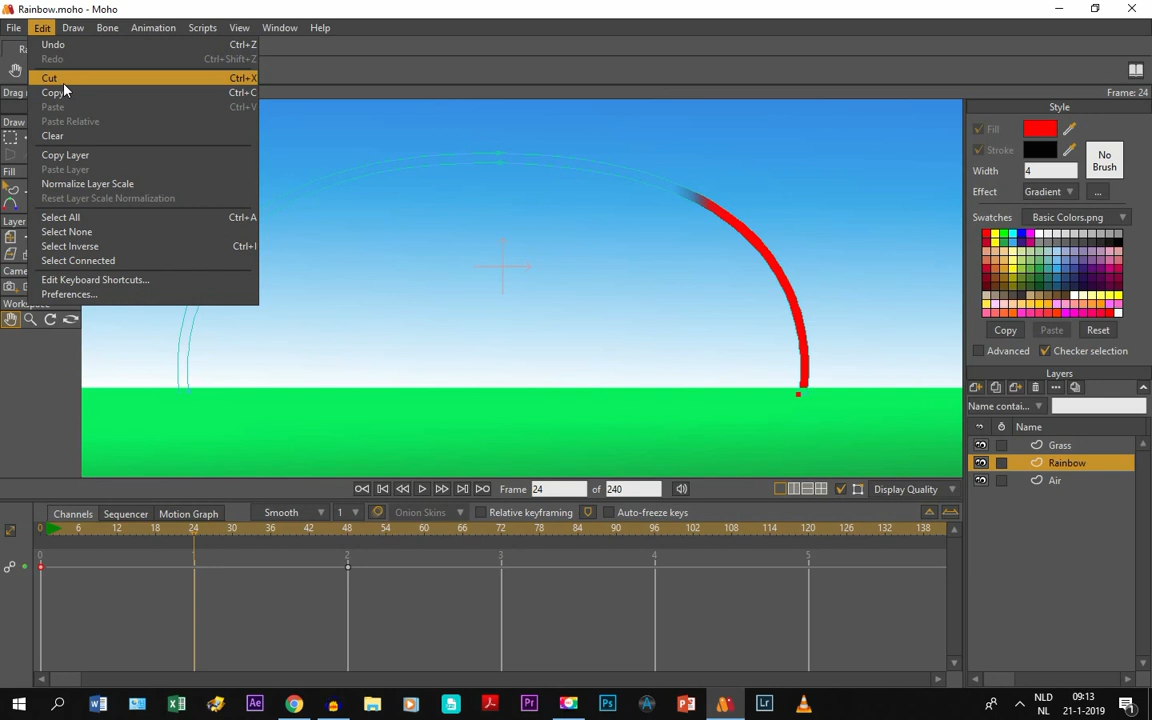 Rainbow.moho - Moho
File Edit Draw Bone Animation Scripts View Window Help
Undo Ctrl+Z
Redo Ctrl+Shift+Z
Cut Ctrl+X
Copy Ctrl+C
Paste Ctrl+V
Paste Relative
Clear
Copy Layer
Paste Layer
Normalize Layer Scale
Reset Layer Scale Normalization
Select All Ctrl+A
Select None
Select Inverse Ctrl+I
Select Connected
Edit Keyboard Shortcuts...
Preferences...
Drag
Draw
Fill
Layer
Frame: 24
Style
Fill
Stroke
No Brush
Width 4
Effect Gradient ...
Swatches Basic Colors.png
Copy Paste Reset
Advanced Checker selection
Layers
Name contai...
Name
Grass
Rainbow
Air
Frame 24 of 240 Display Quality
Channels Sequencer Motion Graph Smooth 1 Onion Skins Relative keyframing Auto-freeze keys
0 6 12 18 24 30 36 42 48 54 60 66 72 78 84 90 96 102 108 114 120 126 132 138
0 1 2 3 4 5
NLD 09:13
NL 21-1-2019